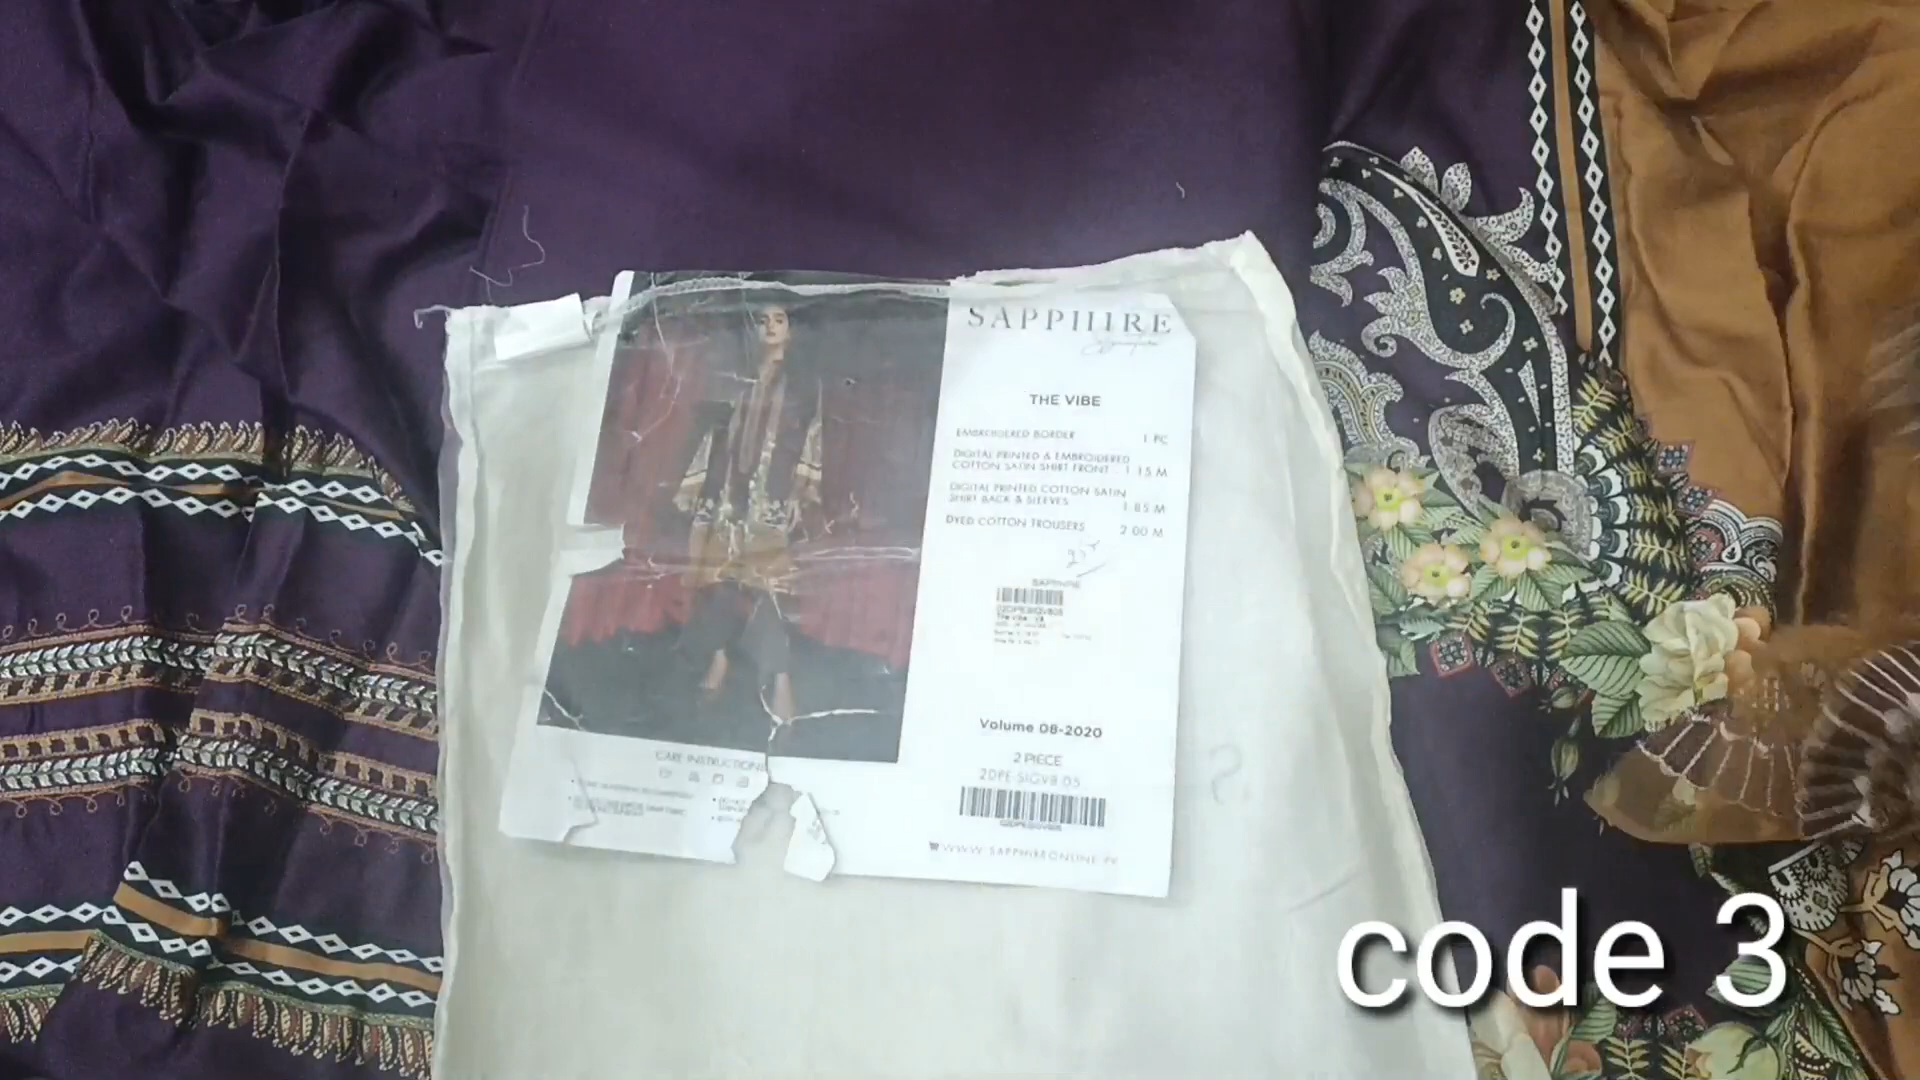 SAPPHIRE
Signature
THE VIBE
EMBROIDERED BORDER 1 PC
DIGITAL PRINTED & EMBROIDERED
COTTON SATIN SHIRT FRONT 1.15 M
DIGITAL PRINTED COTTON SATIN
SHIRT BACK & SLEEVES 1.85 M
DYED COTTON TROUSERS 2.00 M
SAPPHIRE
Volume 08-2020
2 PIECE
2DPE-SIGV8-05
WWW.SAPPHIREONLINE.PK
CARE INSTRUCTIONS
code 3